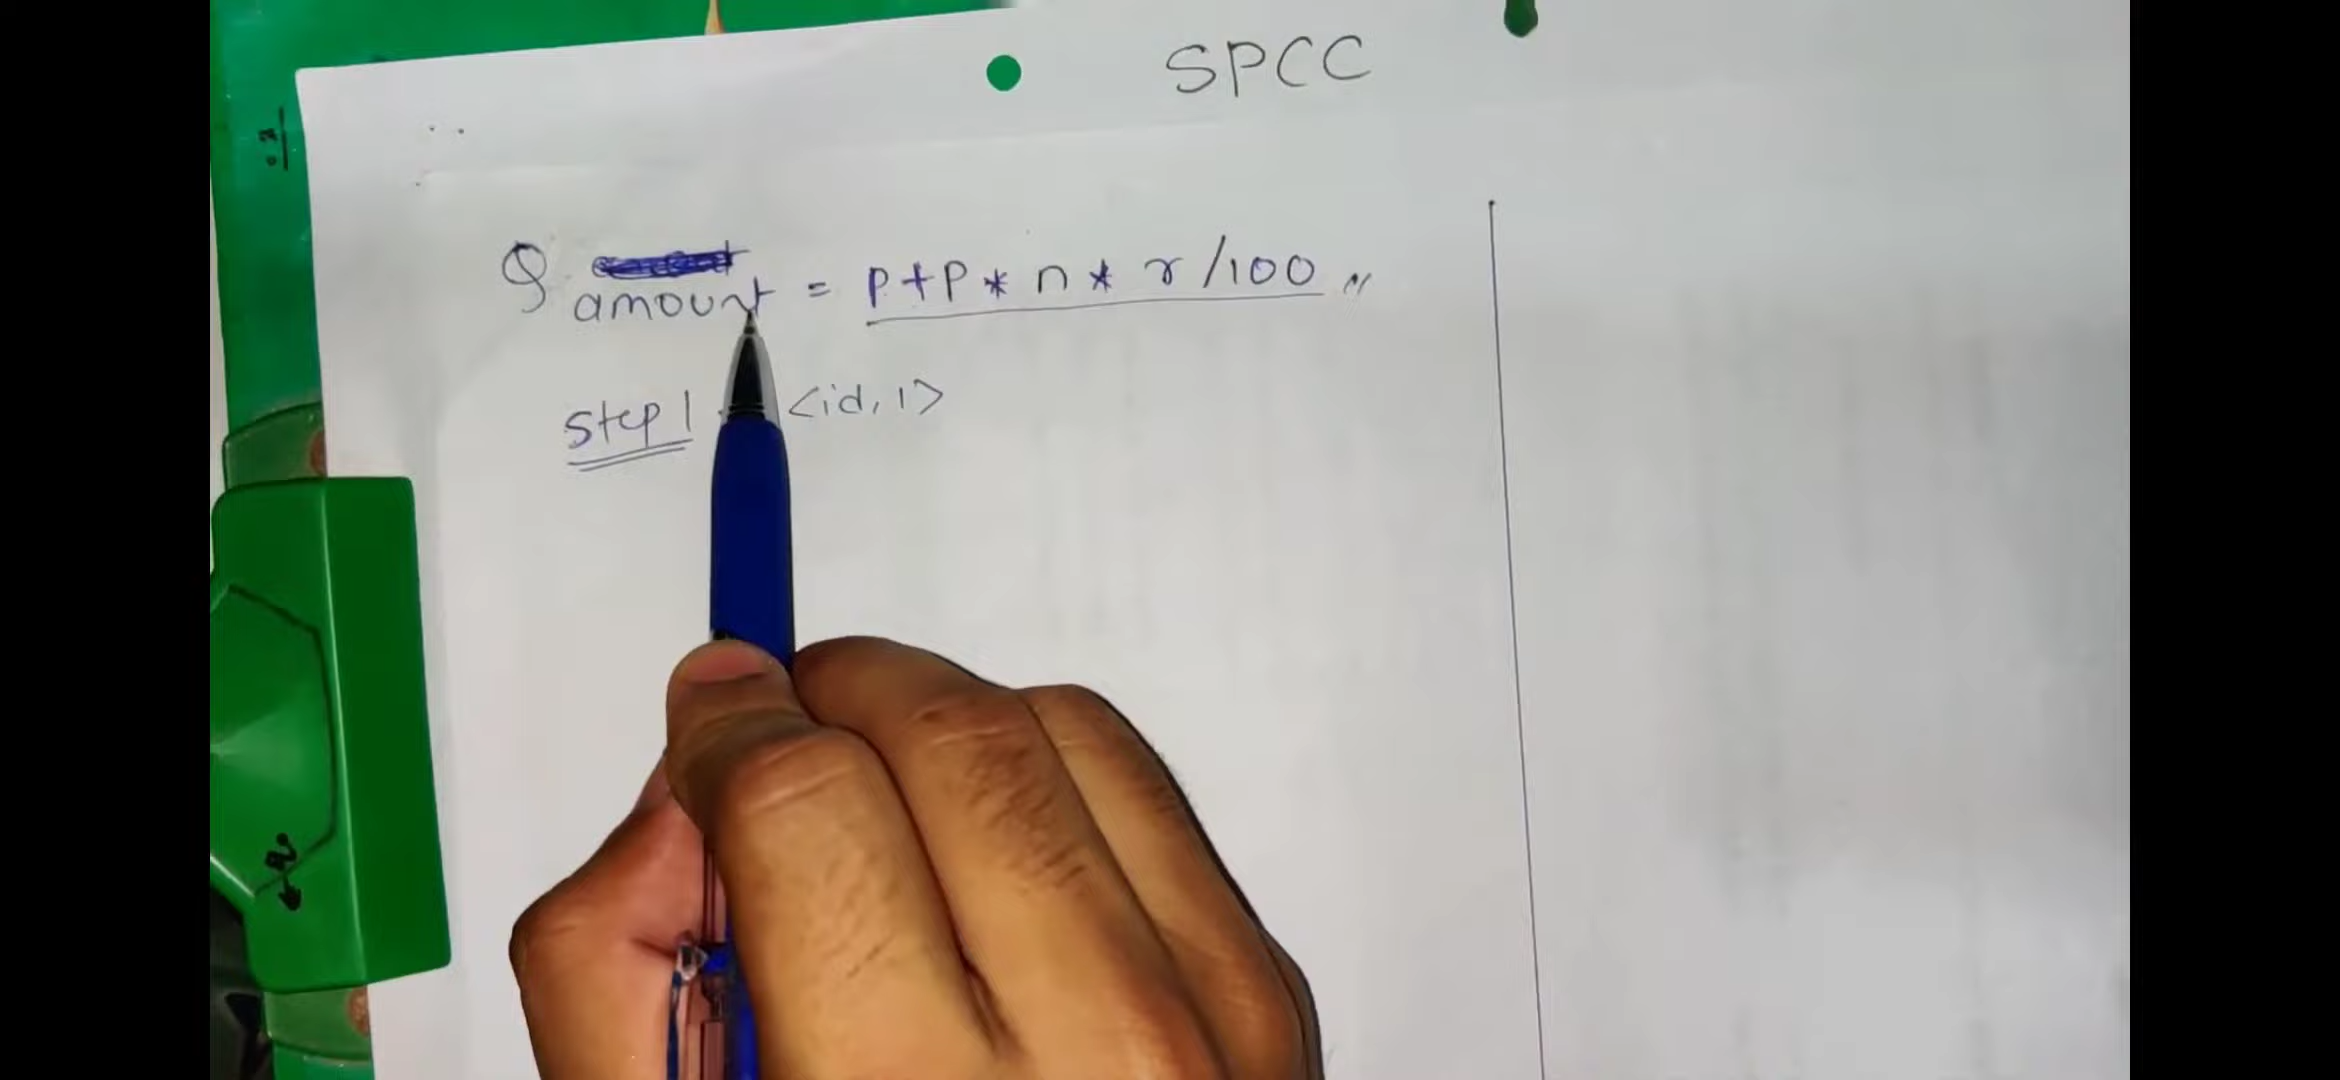 SPCC
Q amount = P+P * n * r /100 "
Step 1 <id, 1>